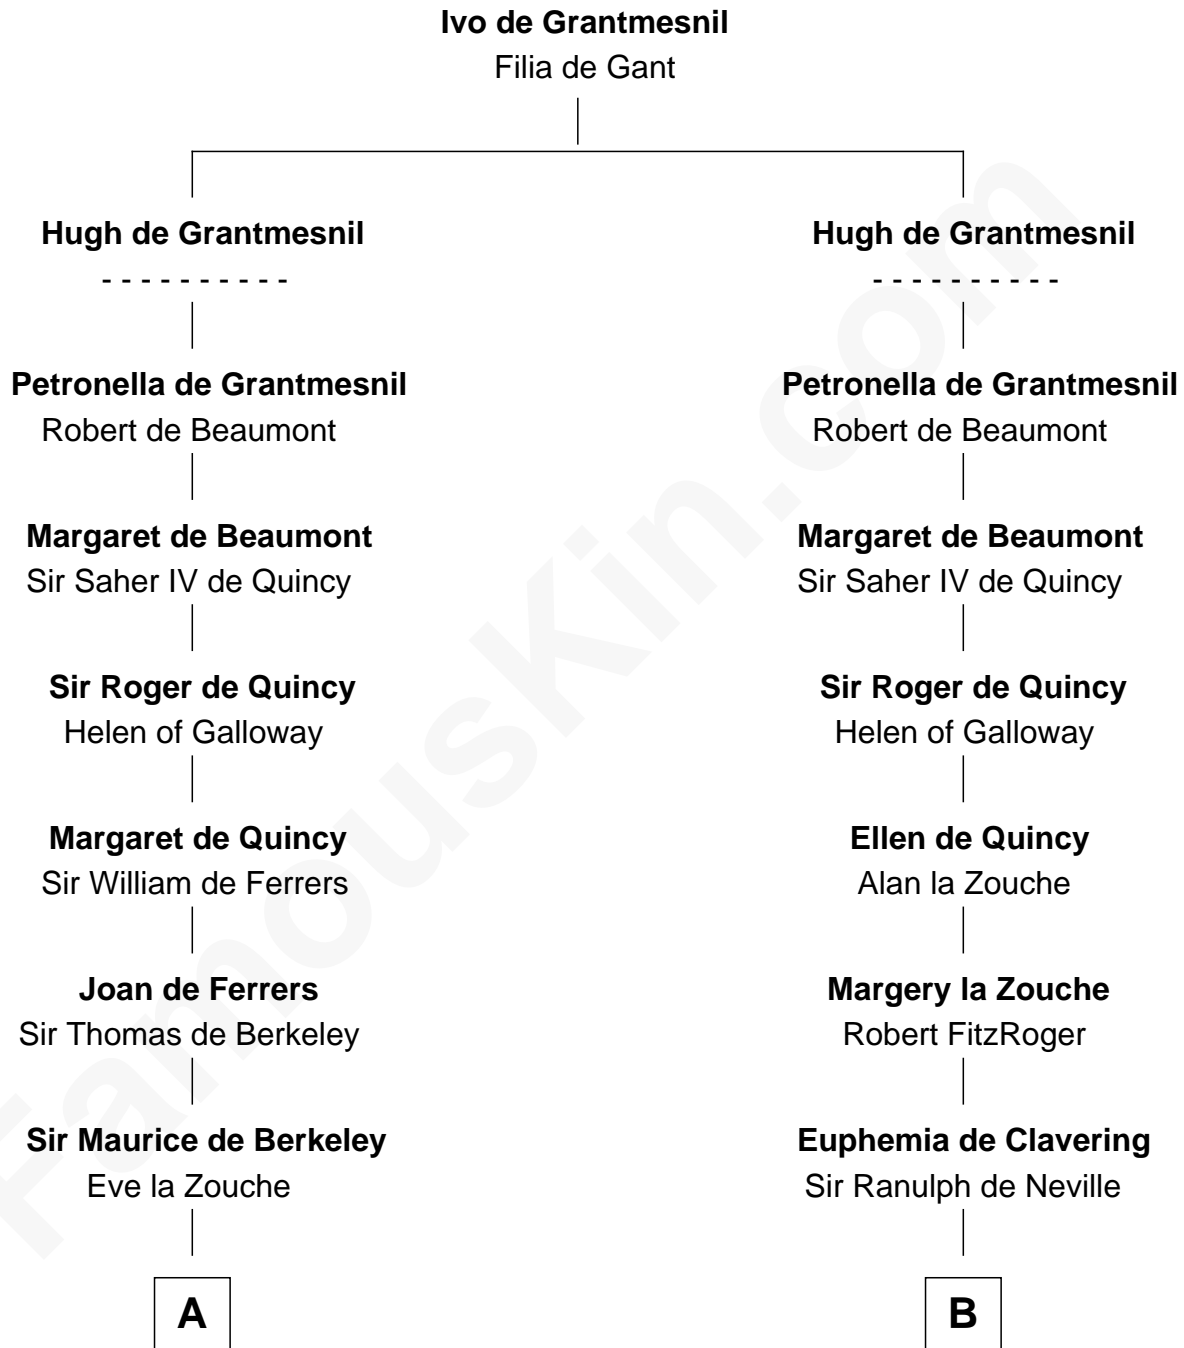 Ivo de Grantmesnil
Filia de Gant
Hugh de Grantmesnil
- - - - - - - - - -
Petronella de Grantmesnil
Robert de Beaumont
Margaret de Beaumont
Sir Saher IV de Quincy
Sir Roger de Quincy
Helen of Galloway
Margaret de Quincy
Sir William de Ferrers
Joan de Ferrers
Sir Thomas de Berkeley
Sir Maurice de Berkeley
Eve la Zouche
A
Hugh de Grantmesnil
- - - - - - - - - -
Petronella de Grantmesnil
Robert de Beaumont
Margaret de Beaumont
Sir Saher IV de Quincy
Sir Roger de Quincy
Helen of Galloway
Ellen de Quincy
Alan la Zouche
Margery la Zouche
Robert FitzRoger
Euphemia de Clavering
Sir Ranulph de Neville
B
FamousKin.com